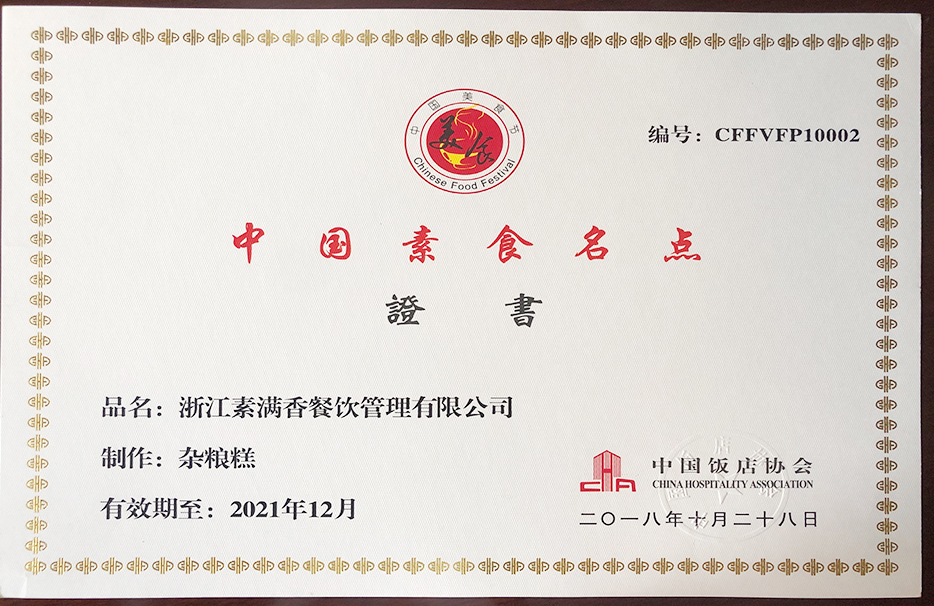 中国美食节
美食
Chinese Food Festival
编号：CFFVFP10002
中国素食名点
證書
品名：浙江素满香餐饮管理有限公司
制作：杂粮糕
有效期至：2021年12月
CHA
中国饭店协会
CHINA HOSPITALITY ASSOCIATION
二〇一八年十月二十八日